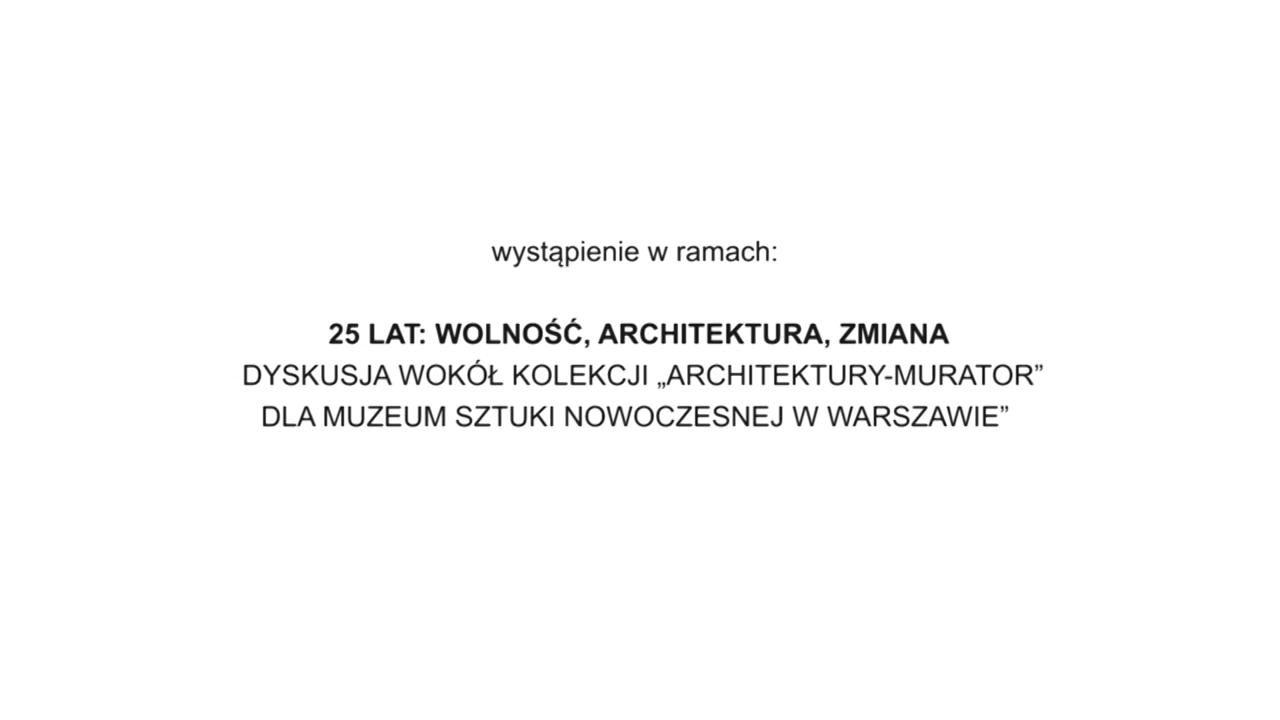 wystąpienie w ramach:
25 LAT: WOLNOŚĆ, ARCHITEKTURA, ZMIANA
DYSKUSJA WOKÓŁ KOLEKCJI „ARCHITEKTURY-MURATOR”
DLA MUZEUM SZTUKI NOWOCZESNEJ W WARSZAWIE”